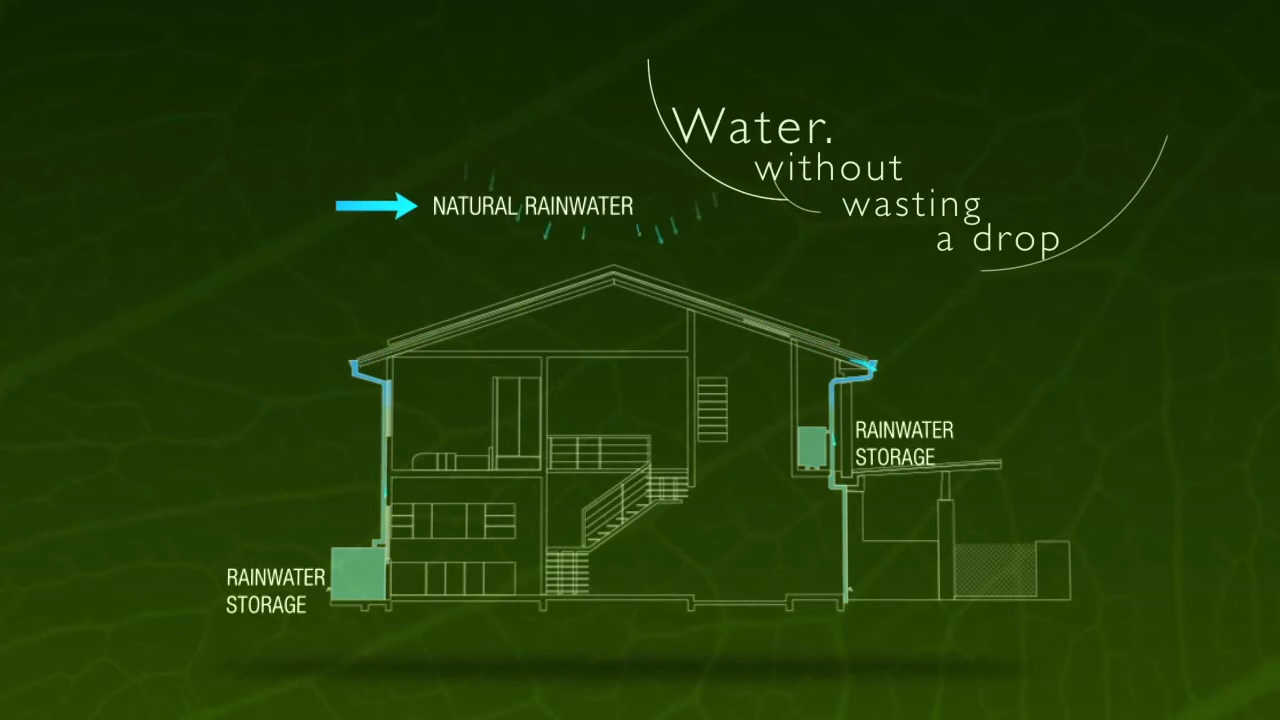 Water.
without
wasting
a drop
NATURAL RAINWATER
RAINWATER
STORAGE
RAINWATER
STORAGE